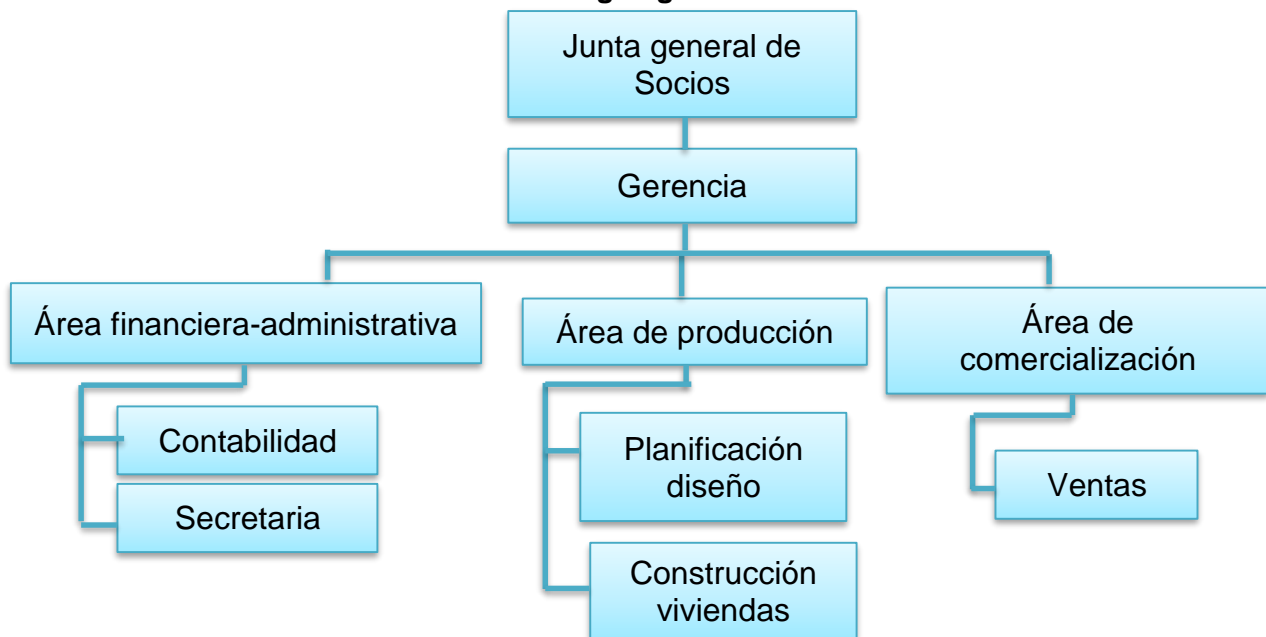 Junta general de
Socios
Gerencia
Área financiera-administrativa
Área de producción
Área de
comercialización
Contabilidad
Secretaria
Planificación
diseño
Construcción
viviendas
Ventas